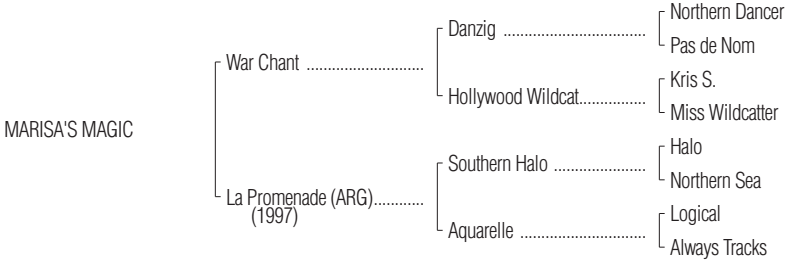 Northern Dancer
Danzig ..................................
Pas de Nom
War Chant ............................
Kris S.
Hollywood Wildcat................
Miss Wildcatter
MARISA'S MAGIC
Halo
Southern Halo ......................
Northern Sea
La Promenade (ARG)............
(1997)
Logical
Aquarelle ..............................
Always Tracks